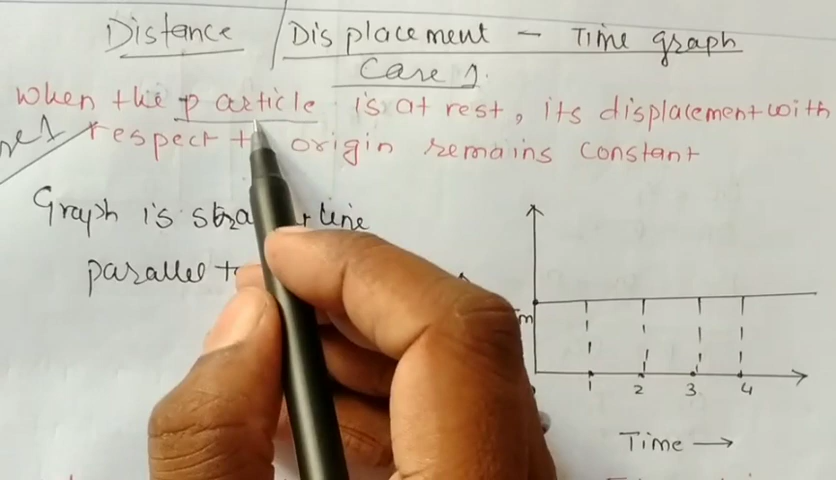 Distance / Displacement - Time graph
Case 1.
When the particle is at rest, its displacement with
respect to origin remains constant
Graph is line
parallel
m
1 2 3 4
Time →